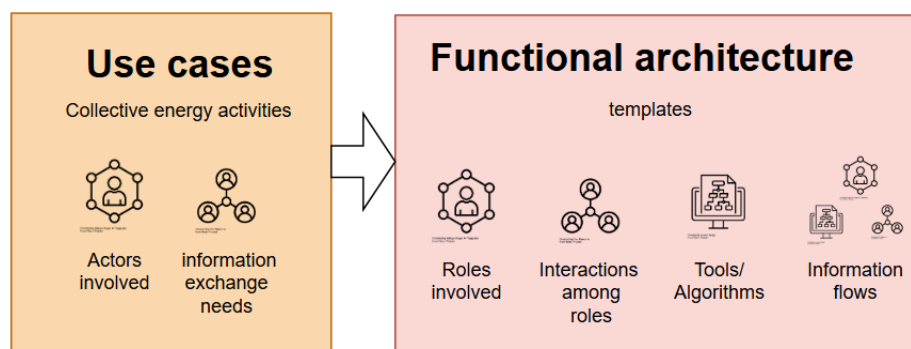 Use cases
Collective energy activities
Actors
involved
information
exchange
needs
Functional architecture
templates
Roles
involved
Interactions
among
roles
Tools/
Algorithms
Information
flows